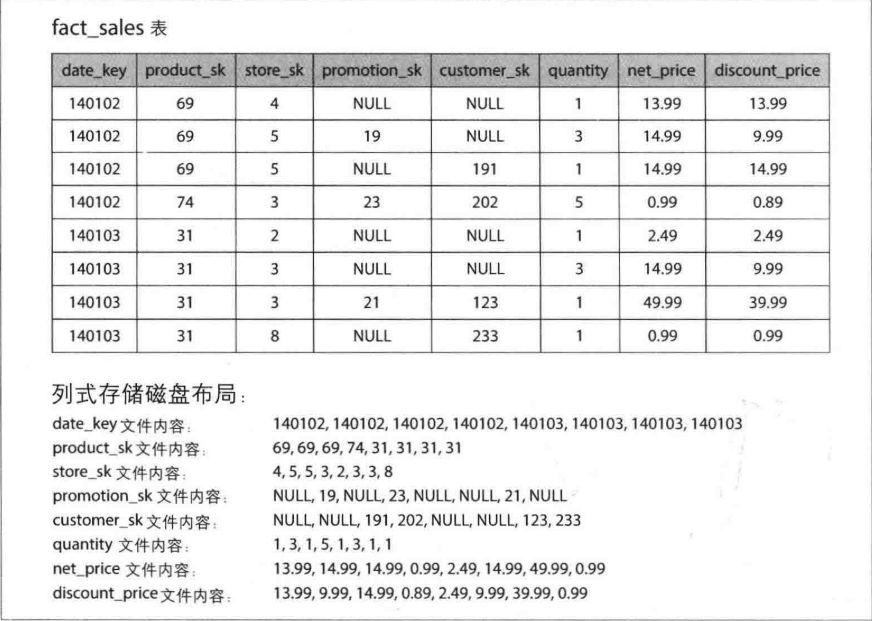 fact_sales 表
date_key product_sk store_sk promotion_sk customer_sk quantity net_price discount_price
140102 69 4 NULL NULL 1 13.99 13.99
140102 69 5 19 NULL 3 14.99 9.99
140102 69 5 NULL 191 1 14.99 14.99
140102 74 3 23 202 5 0.99 0.89
140103 31 2 NULL NULL 1 2.49 2.49
140103 31 3 NULL NULL 3 14.99 9.99
140103 31 3 21 123 1 49.99 39.99
140103 31 8 NULL 233 1 0.99 0.99
列式存储磁盘布局：
date_key 文件内容： 140102, 140102, 140102, 140102, 140103, 140103, 140103, 140103
product_sk 文件内容： 69, 69, 69, 74, 31, 31, 31, 31
store_sk 文件内容： 4, 5, 5, 3, 2, 3, 3, 8
promotion_sk 文件内容： NULL, 19, NULL, 23, NULL, NULL, 21, NULL
customer_sk 文件内容： NULL, NULL, 191, 202, NULL, NULL, 123, 233
quantity 文件内容： 1, 3, 1, 5, 1, 3, 1, 1
net_price 文件内容： 13.99, 14.99, 14.99, 0.99, 2.49, 14.99, 49.99, 0.99
discount_price 文件内容： 13.99, 9.99, 14.99, 0.89, 2.49, 9.99, 39.99, 0.99